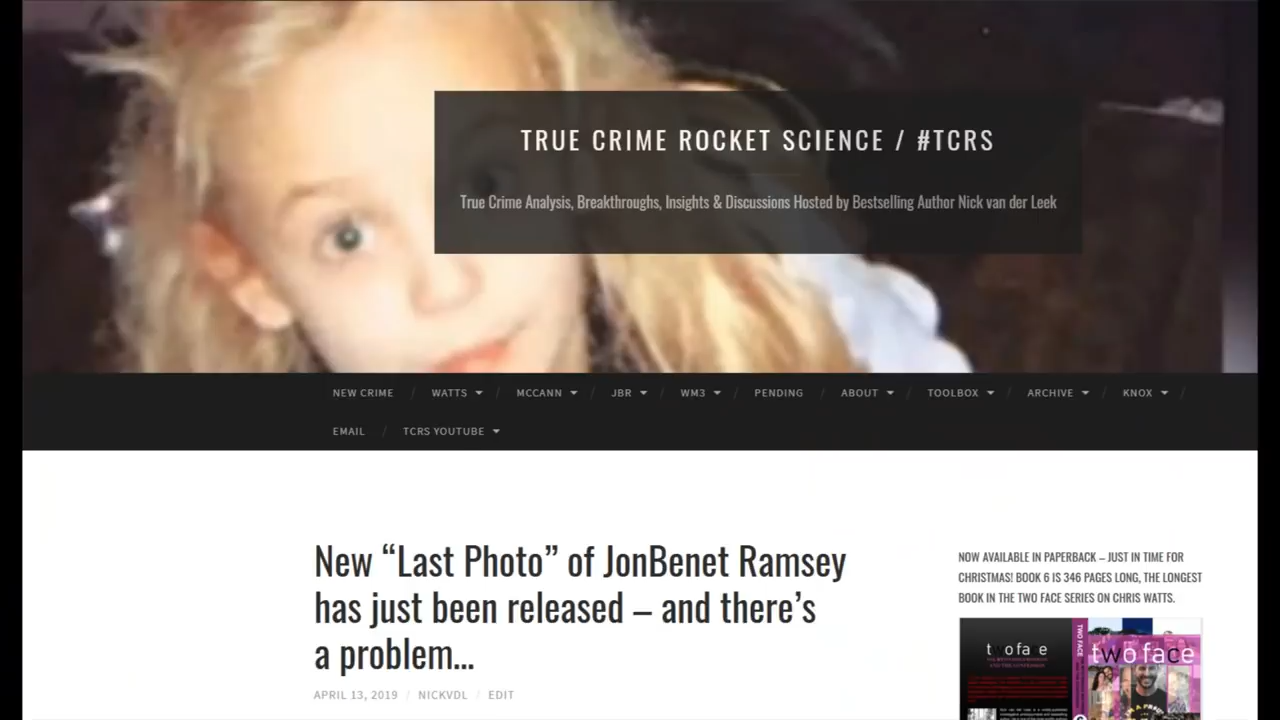 TRUE CRIME ROCKET SCIENCE / #TCRS
True Crime Analysis, Breakthroughs, Insights & Discussions Hosted by Bestselling Author Nick van der Leek
NEW CRIME / WATTS / MCCANN / JBR / WM3 / PENDING / ABOUT / TOOLBOX / ARCHIVE / KNOX /
EMAIL / TCRS YOUTUBE
New “Last Photo” of JonBenet Ramsey
has just been released – and there’s
a problem...
APRIL 13, 2019 / NICKVDL / EDIT
NOW AVAILABLE IN PAPERBACK – JUST IN TIME FOR
CHRISTMAS! BOOK 6 IS 346 PAGES LONG, THE LONGEST
BOOK IN THE TWO FACE SERIES ON CHRIS WATTS.
two face
TWO FACE
two face